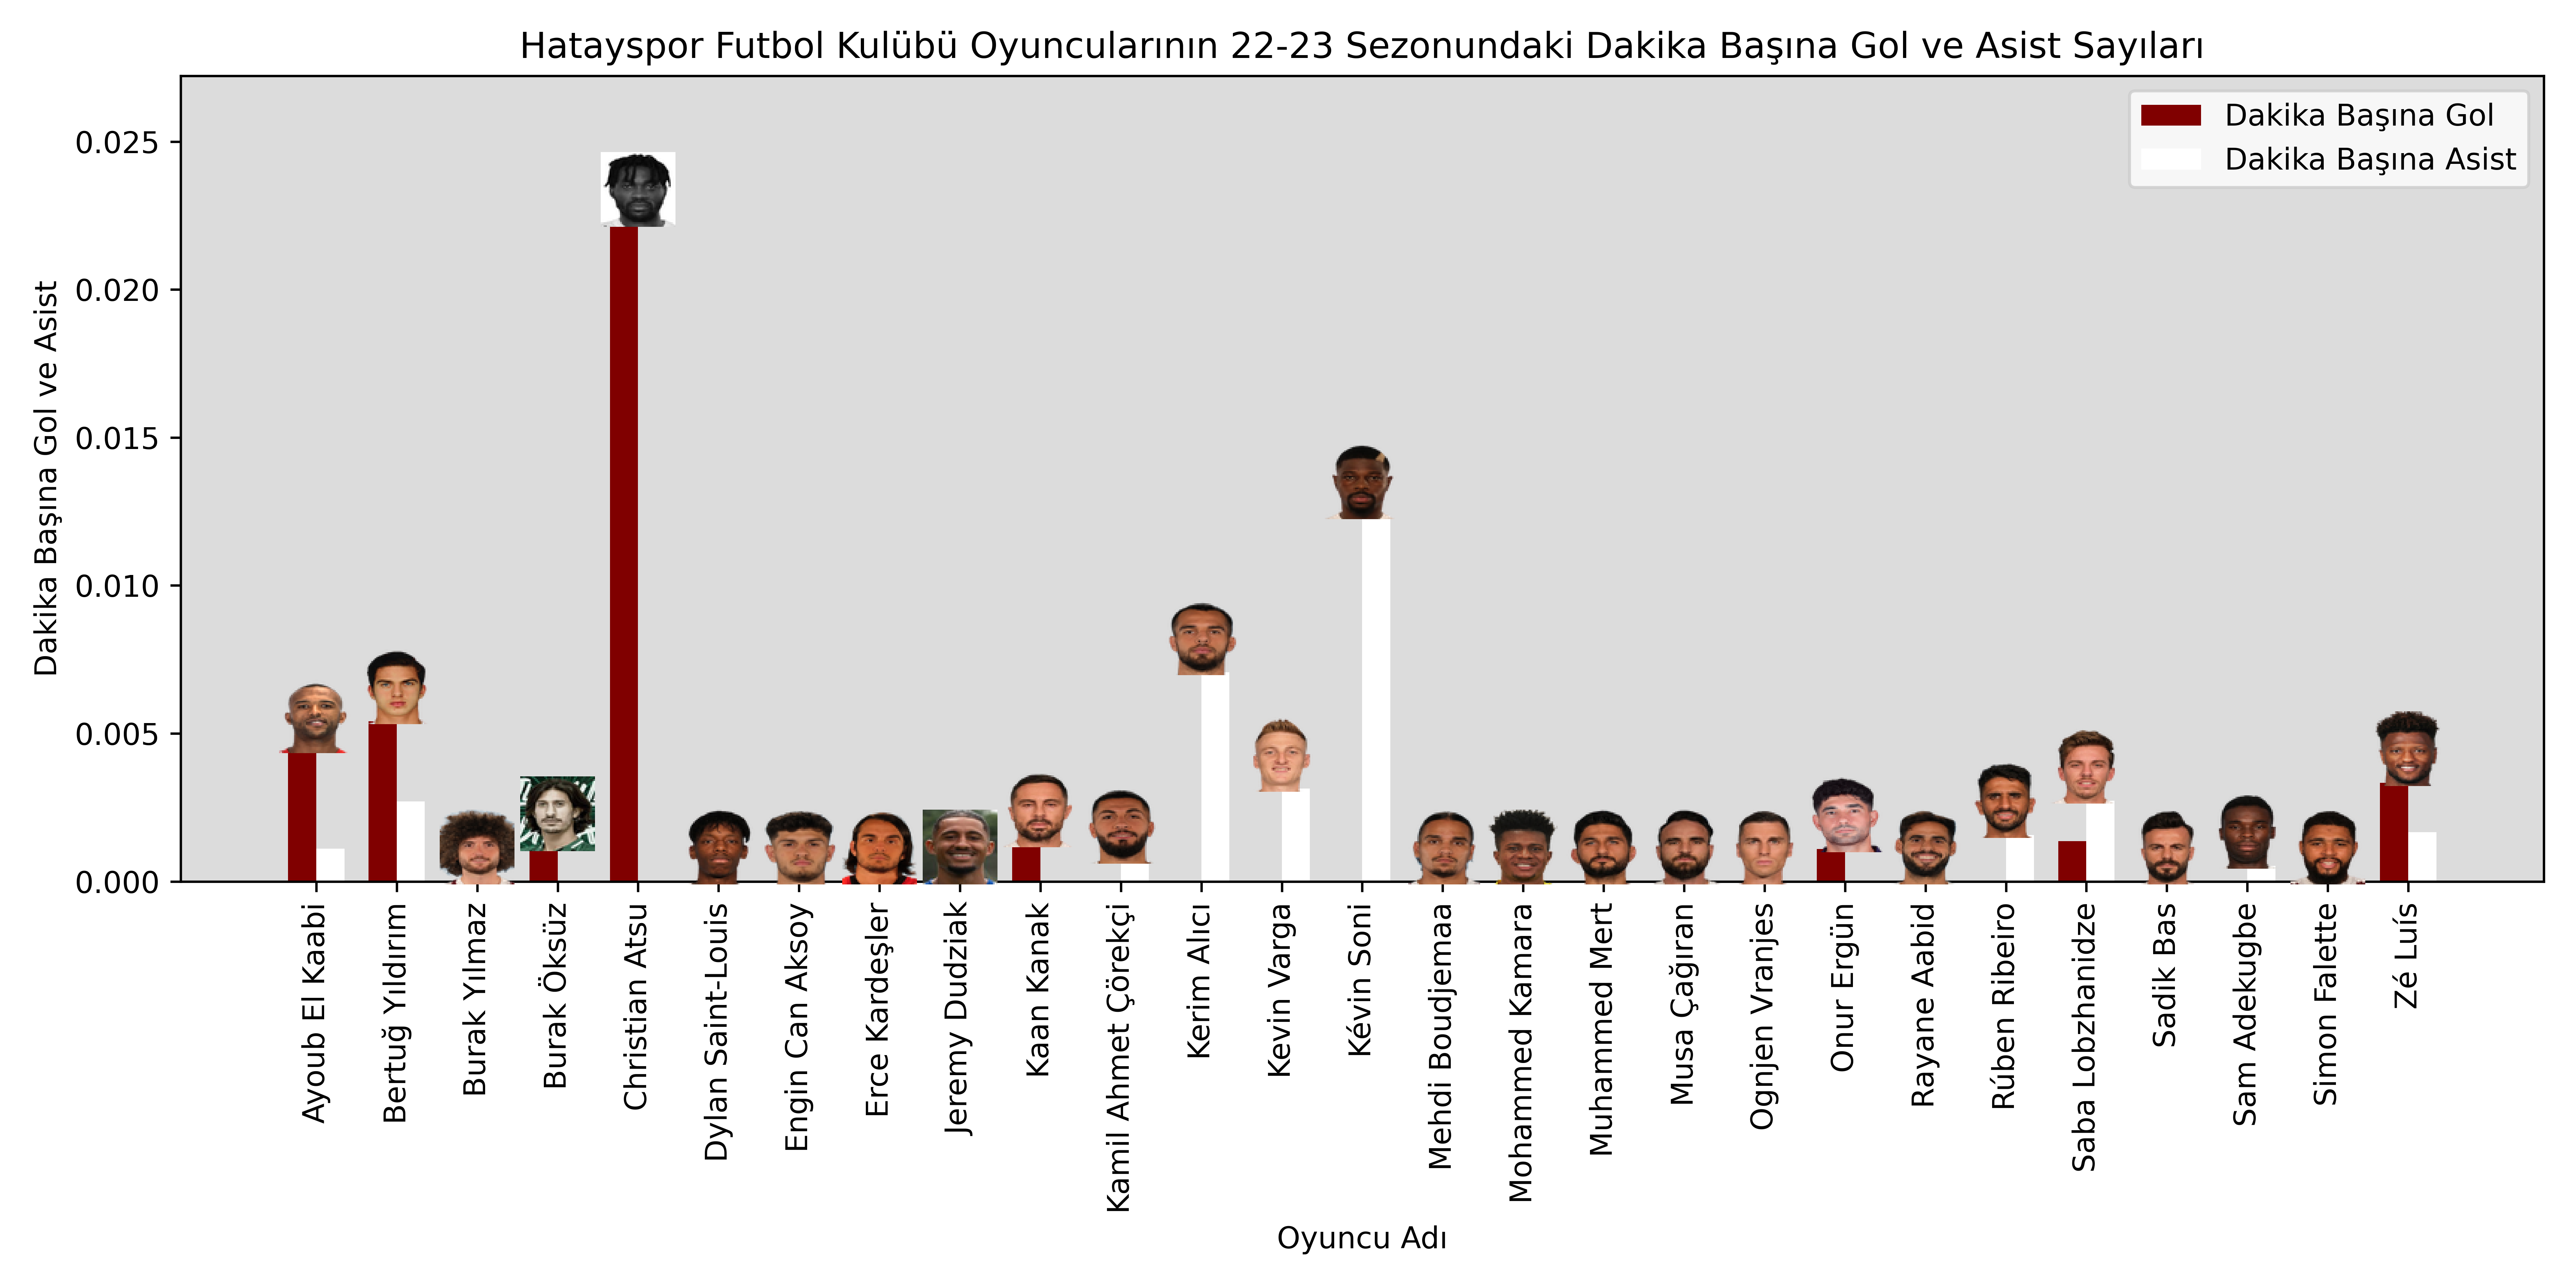 Hatayspor Futbol Kulübü Oyuncularının 22-23 Sezonundaki Dakika Başına Gol ve Asist Sayıları
Dakika Başına Gol
Dakika Başına Asist
Dakika Başına Gol ve Asist
0.025
0.020
0.015
0.010
0.005
0.000
Ayoub El Kaabi
Bertuğ Yıldırım
Burak Yılmaz
Burak Öksüz
Christian Atsu
Dylan Saint-Louis
Engin Can Aksoy
Erce Kardeşler
Jeremy Dudziak
Kaan Kanak
Kamil Ahmet Çörekçi
Kerim Alıcı
Kevin Varga
Kévin Soni
Mehdi Boudjemaa
Mohammed Kamara
Muhammed Mert
Musa Çağıran
Ognjen Vranjes
Onur Ergün
Rayane Aabid
Rúben Ribeiro
Saba Lobzhanidze
Sadik Bas
Sam Adekugbe
Simon Falette
Zé Luís
Oyuncu Adı